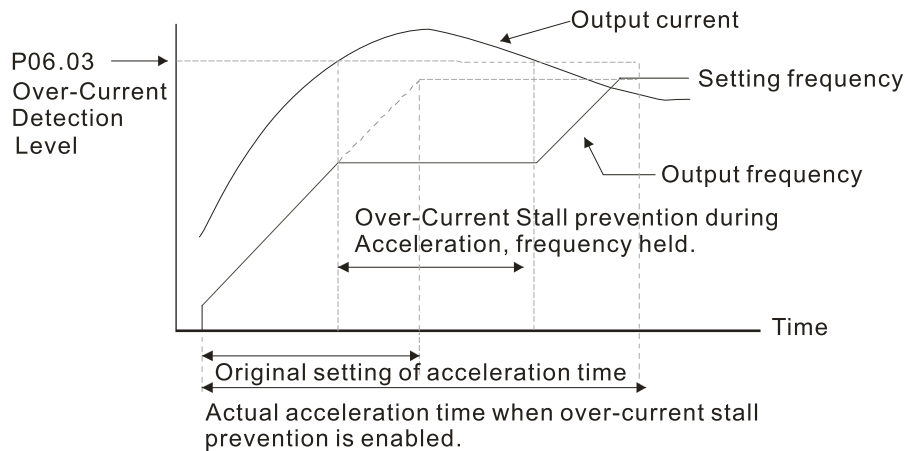 Output current
P06.03
Over-Current
Detection
Level
Setting frequency
Output frequency
Over-Current Stall prevention during
Acceleration, frequency held.
Time
Original setting of acceleration time
Actual acceleration time when over-current stall
prevention is enabled.